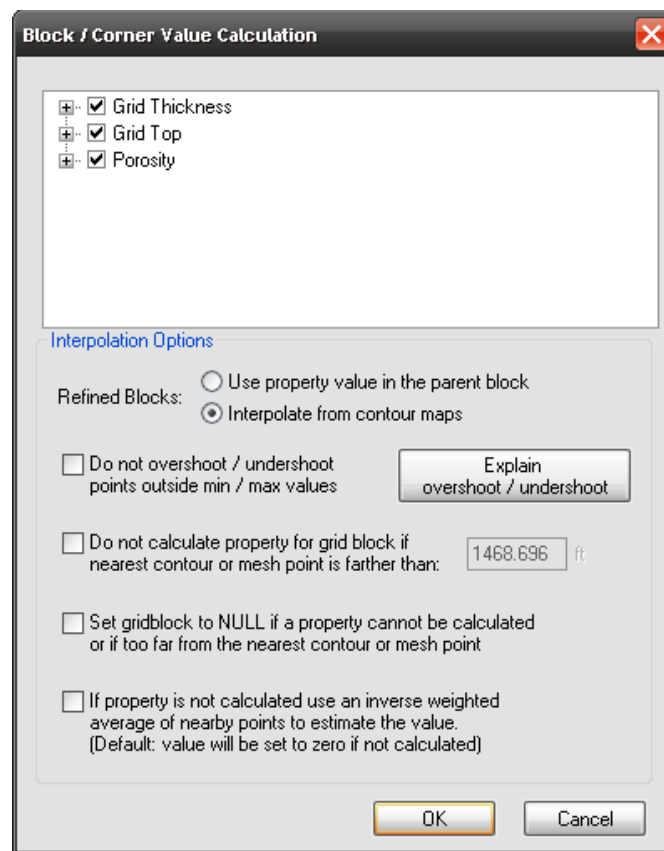 Block / Corner Value Calculation
Grid Thickness
Grid Top
Porosity
Interpolation Options
Refined Blocks:
Use property value in the parent block
Interpolate from contour maps
Do not overshoot / undershoot
points outside min / max values
Explain
overshoot / undershoot
Do not calculate property for grid block if
nearest contour or mesh point is farther than:
1468.696 ft
Set gridblock to NULL if a property cannot be calculated
or if too far from the nearest contour or mesh point
If property is not calculated use an inverse weighted
average of nearby points to estimate the value.
(Default: value will be set to zero if not calculated)
OK
Cancel